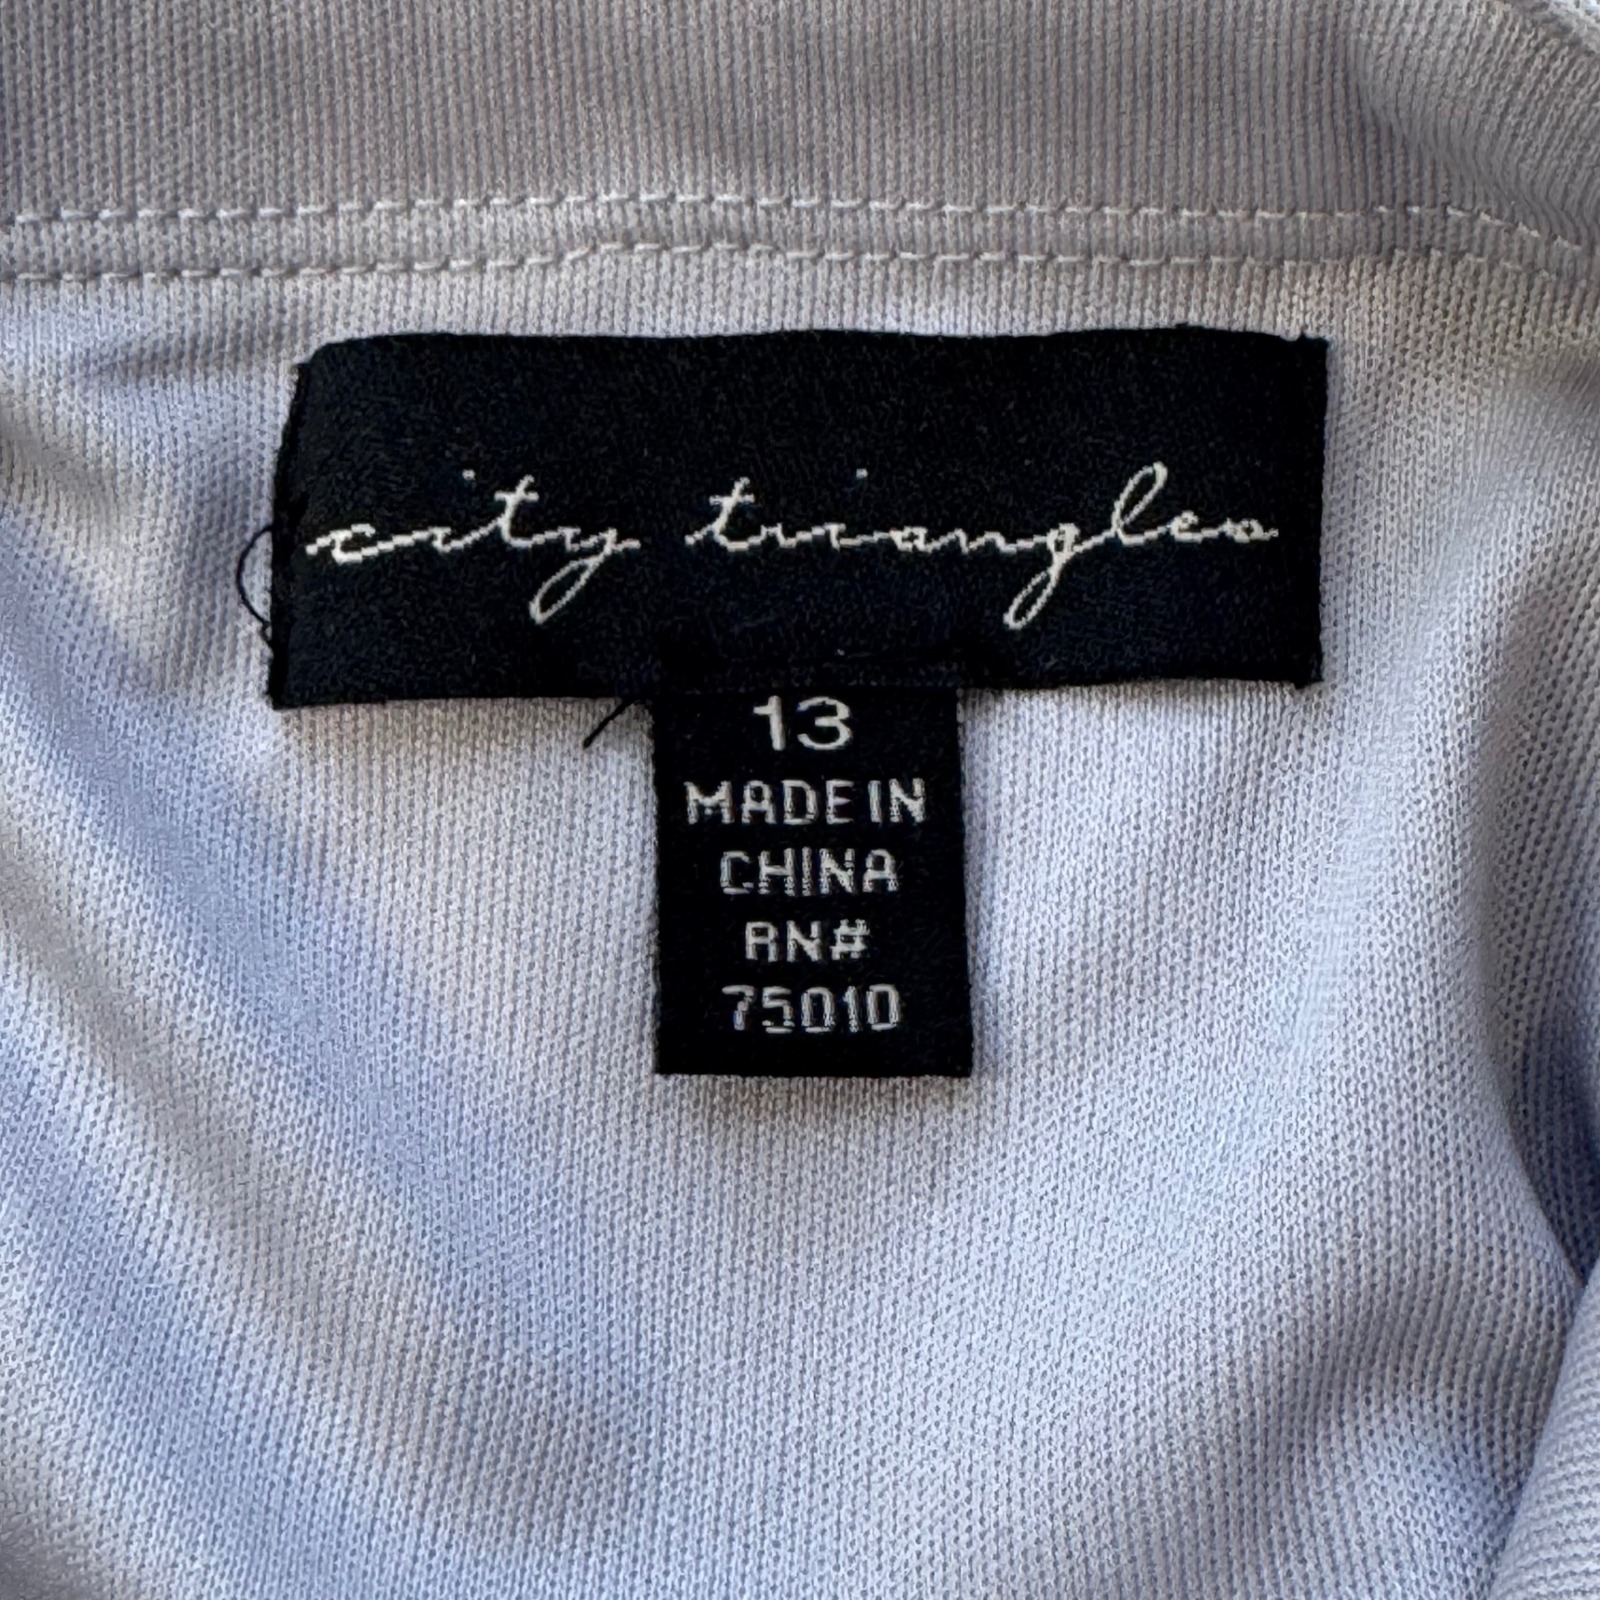 city triangles
13
MADE IN
CHINA
RN#
75010